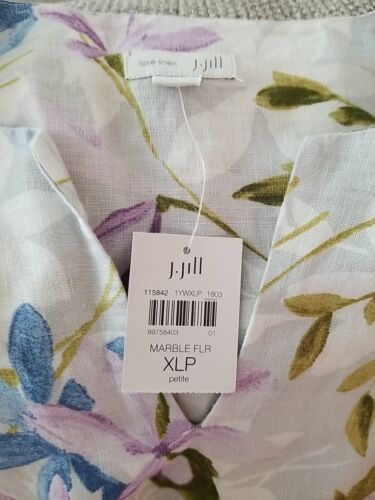 love linen J.Jill
J.Jill
115842 1YWXLP 1803
89758403 01
MARBLE FLR
XLP
petite